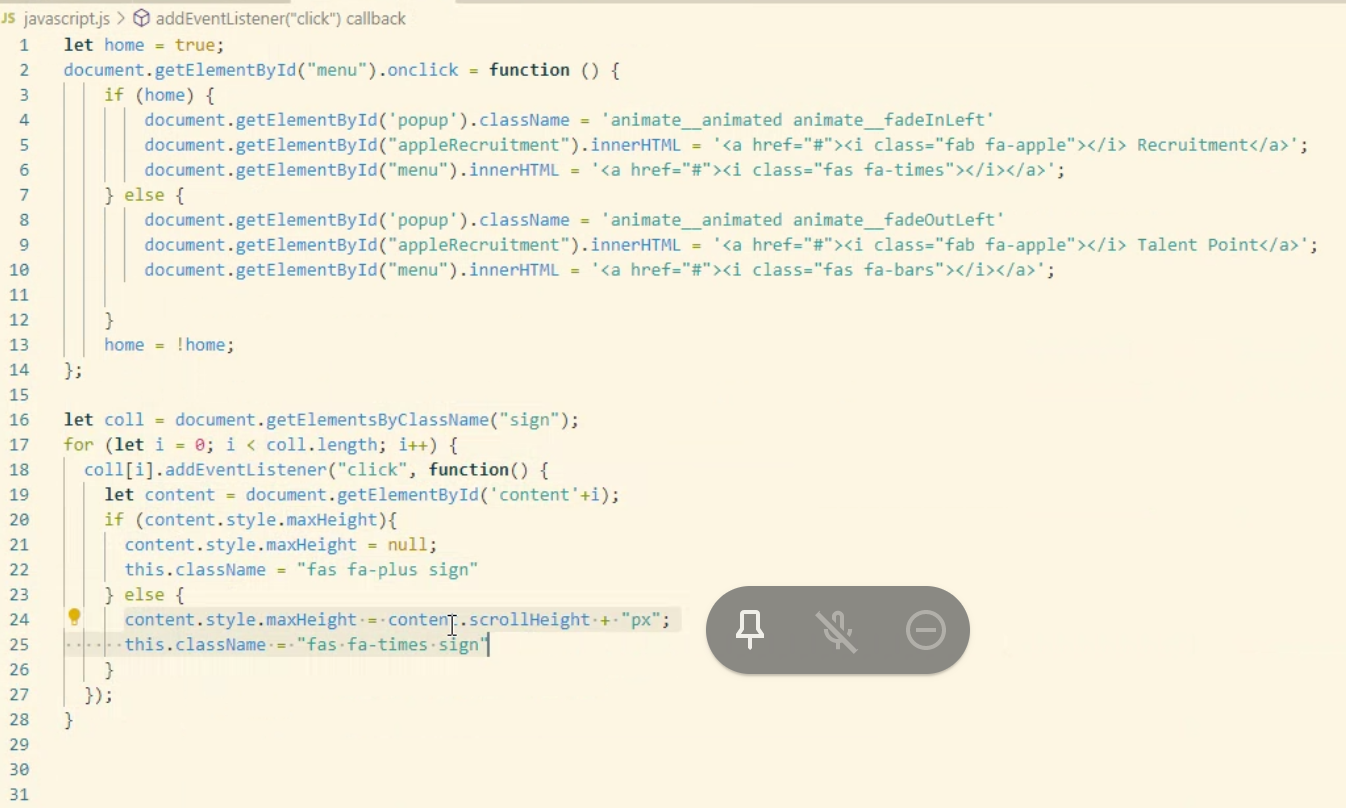 JS javascript.js > addEventListener("click") callback
1 let home = true;
2 document.getElementById("menu").onclick = function () {
3 if (home) {
4 document.getElementById('popup').className = 'animate__animated animate__fadeInLeft'
5 document.getElementById("appleRecruitment").innerHTML = '<a href="#"><i class="fab fa-apple"></i> Recruitment</a>';
6 document.getElementById("menu").innerHTML = '<a href="#"><i class="fas fa-times"></i></a>';
7 } else {
8 document.getElementById('popup').className = 'animate__animated animate__fadeOutLeft'
9 document.getElementById("appleRecruitment").innerHTML = '<a href="#"><i class="fab fa-apple"></i> Talent Point</a>';
10 document.getElementById("menu").innerHTML = '<a href="#"><i class="fas fa-bars"></i></a>';
11
12 }
13 home = !home;
14 };
15
16 let coll = document.getElementsByClassName("sign");
17 for (let i = 0; i < coll.length; i++) {
18 coll[i].addEventListener("click", function() {
19 let content = document.getElementById('content'+i);
20 if (content.style.maxHeight){
21 content.style.maxHeight = null;
22 this.className = "fas fa-plus sign"
23 } else {
24 content.style.maxHeight = content.scrollHeight + "px";
25 this.className = "fas fa-times sign"
26 }
27 });
28 }
29
30
31